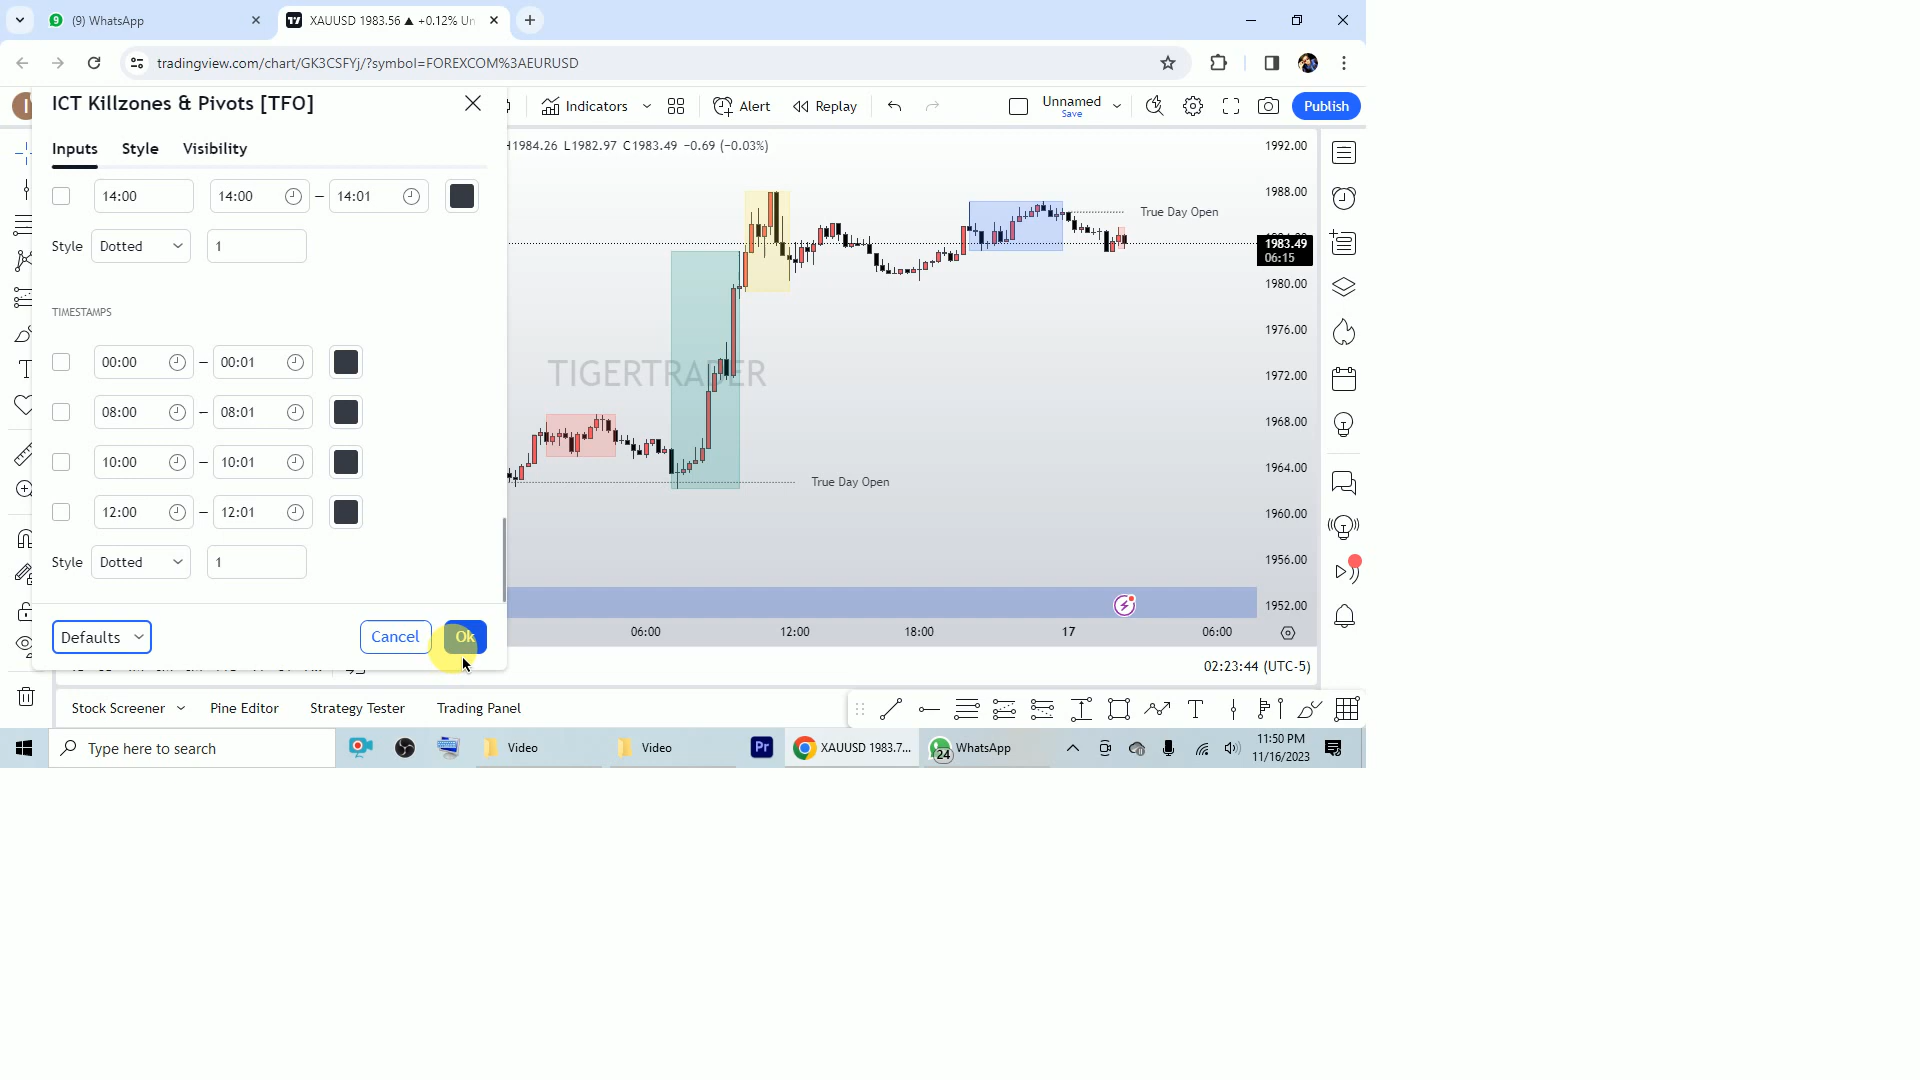 (9) WhatsApp
XAUUSD 1983.56 ▲ +0.12% Un
tradingview.com/chart/GK3CSFYj/?symbol=FOREXCOM%3AEURUSD
ICT Killzones & Pivots [TFO]
Indicators
Alert
Replay
Unnamed
Save
Publish
Inputs
Style
Visibility
H1984.26 L1982.97 C1983.49 −0.69 (−0.03%)
14:00
14:00 – 14:01
Style
Dotted
1
TIMESTAMPS
00:00 – 00:01
08:00 – 08:01
10:00 – 10:01
12:00 – 12:01
Style
Dotted
1
Defaults
Cancel
Ok
True Day Open
TIGERTRADER
True Day Open
1992.00
1988.00
1983.49
06:15
1980.00
1976.00
1972.00
1968.00
1964.00
1960.00
1956.00
1952.00
06:00
12:00
18:00
17
06:00
02:23:44 (UTC-5)
Stock Screener
Pine Editor
Strategy Tester
Trading Panel
Type here to search
Video
Video
Pr
XAUUSD 1983.7...
24
WhatsApp
11:50 PM
11/16/2023